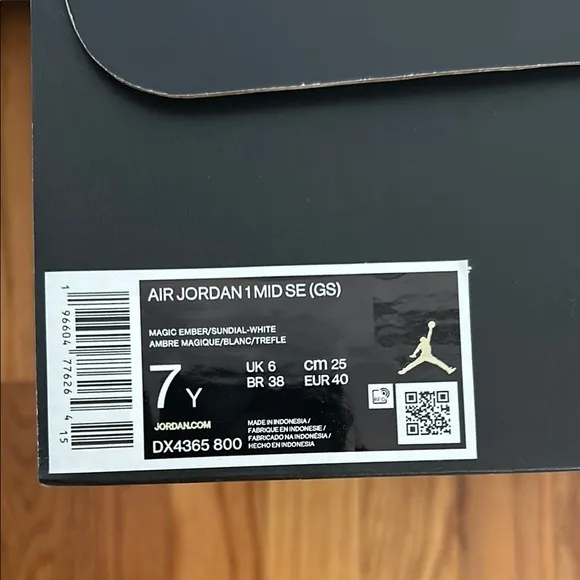 AIR JORDAN 1 MID SE (GS)
MAGIC EMBER/SUNDIAL-WHITE
AMBRE MAGIQUE/BLANC/TREFLE
7 Y
UK 6 cm 25
BR 38 EUR 40
JORDAN.COM
DX4365 800
MADE IN INDONESIA/
FABRIQUE EN INDONESIE/
FABRICADO NA INDONÉSIA/
HECHO EN INDONESIA
1 96604 77626 4 15